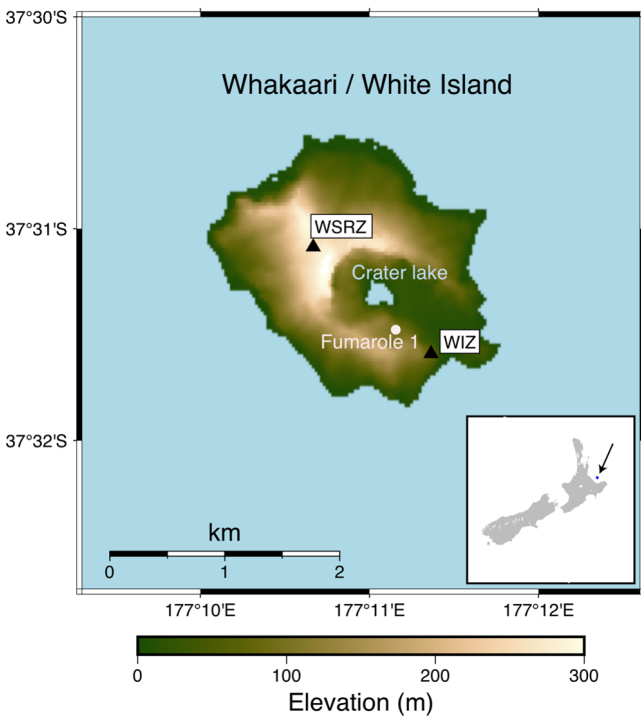 37°30'S
Whakaari / White Island
37°31'S
WSRZ
Crater lake
Fumarole 1
WIZ
37°32'S
km
0 1 2
177°10'E 177°11'E 177°12'E
0 100 200 300
Elevation (m)